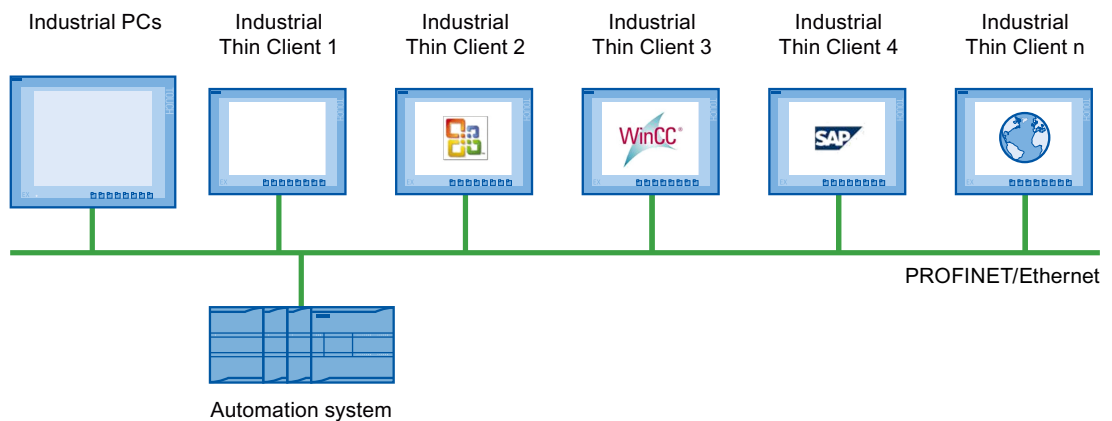 Industrial PCs
Industrial
Thin Client 1
Industrial
Thin Client 2
Industrial
Thin Client 3
Industrial
Thin Client 4
Industrial
Thin Client n
WinCC®
SAP
PROFINET/Ethernet
Automation system